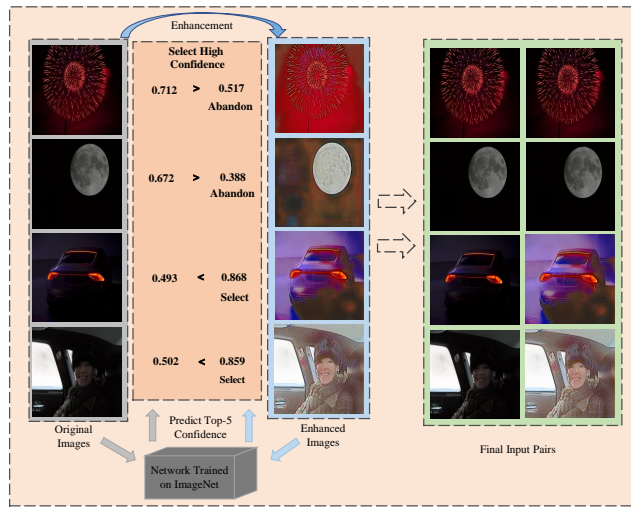 Enhancement
Select High
Confidence
0.712 > 0.517
Abandon
0.672 > 0.388
Abandon
0.493 < 0.868
Select
0.502 < 0.859
Select
Original
Images
Predict Top-5
Confidence
Enhanced
Images
Network Trained
on ImageNet
Final Input Pairs